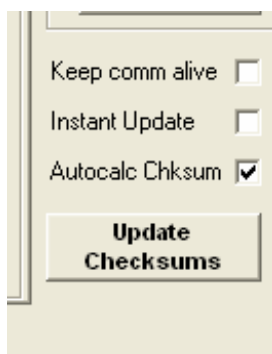 Keep comm alive
Instant Update
Autocalc Chksum
Update
Checksums